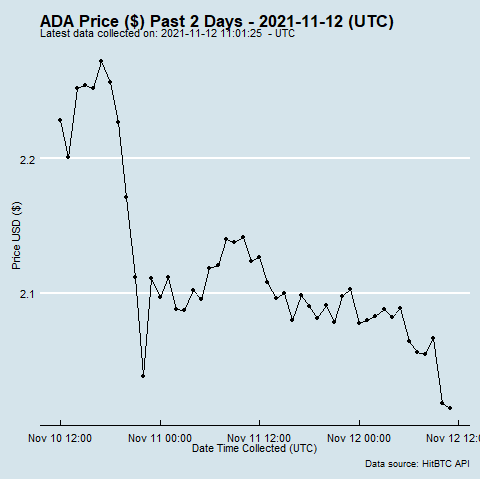 ADA Price ($) Past 2 Days - 2021-11-12 (UTC)
Latest data collected on: 2021-11-12 11:01:25 - UTC
2.2
2.1
Price USD ($)
Nov 10 12:00 Nov 11 00:00 Nov 11 12:00 Nov 12 00:00 Nov 12 12:0
Date Time Collected (UTC)
Data source: HitBTC API